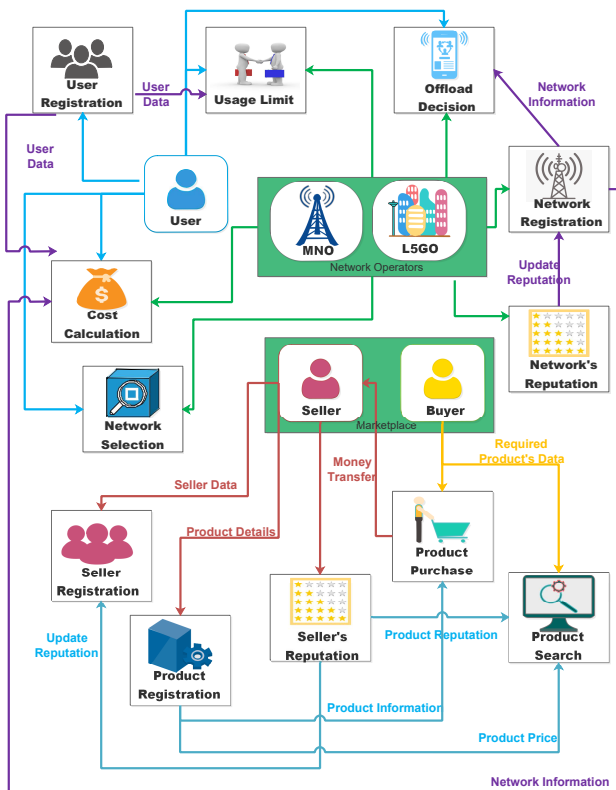 User
Registration
User
Data
Usage Limit
Offload
Decision
Network
Information
User
Data
User
MNO
L5GO
Network Operators
Network
Registration
Update
Reputation
Cost
Calculation
Network's
Reputation
Network
Selection
Seller
Buyer
Marketplace
Required
Product's Data
Money
Transfer
Seller Data
Product Details
Product
Purchase
Seller
Registration
Update
Reputation
Product
Registration
Seller's
Reputation
Product Reputation
Product
Search
Product Information
Product Price
Network Information